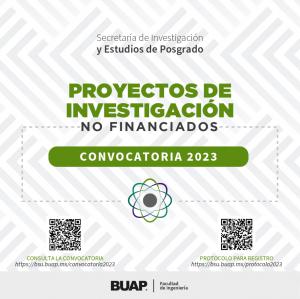 Secretaría de Investigación
y Estudios de Posgrado
PROYECTOS DE
INVESTIGACIÓN
NO FINANCIADOS
CONVOCATORIA 2023
CONSULTA LA CONVOCATORIA
https://bsu.buap.mx/convocatoria2023
PROTOCOLO PARA REGISTRO
https://bsu.buap.mx/protocolo2023
BUAP
Facultad
de Ingeniería